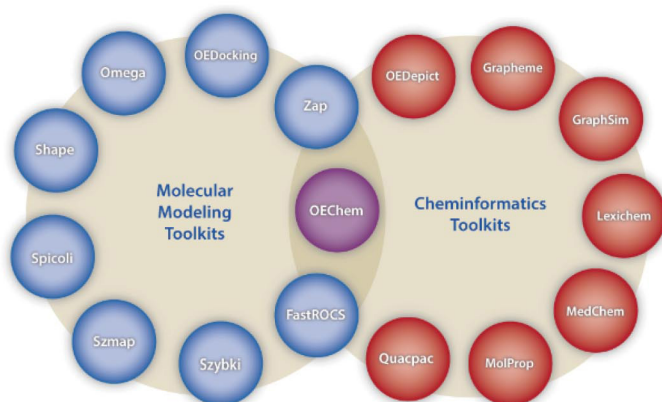 OEDocking
Omega
Zap
Shape
Molecular
Modeling
Toolkits
OEChem
Spicoli
FastROCS
Szmap
Szybki
OEDepict
Grapheme
GraphSim
Cheminformatics
Toolkits
Lexichem
MedChem
Quacpac
MolProp